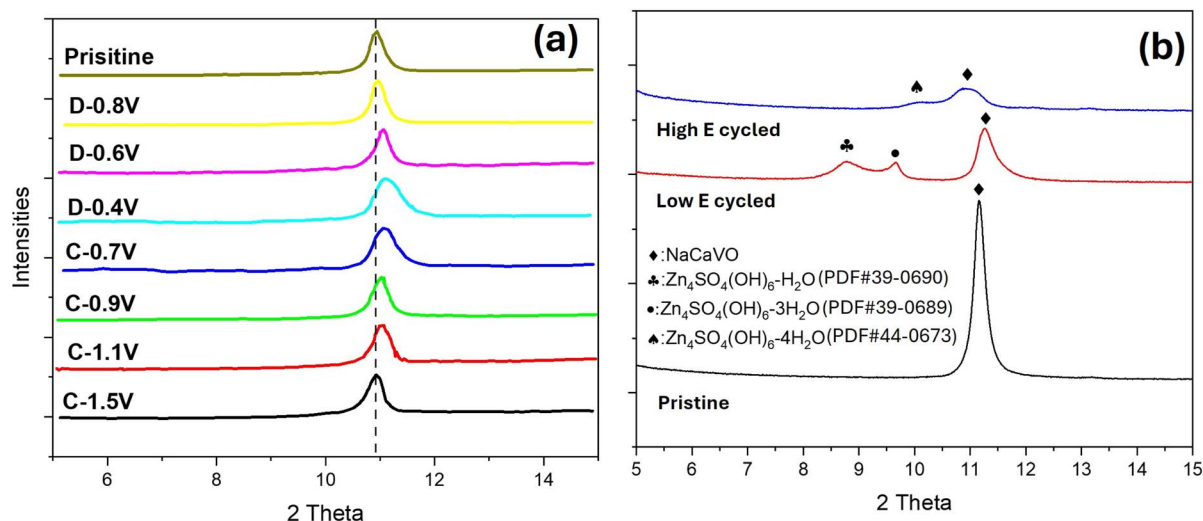 (a)
Prisitine
D-0.8V
D-0.6V
D-0.4V
C-0.7V
C-0.9V
C-1.1V
C-1.5V
Intensities
6 8 10 12 14
2 Theta
(b)
♠ ♦
High E cycled
♣ ● ♦
Low E cycled
♦
♦:NaCaVO
♣:Zn₄SO₄(OH)₆-H₂O(PDF#39-0690)
●:Zn₄SO₄(OH)₆-3H₂O(PDF#39-0689)
♠:Zn₄SO₄(OH)₆-4H₂O(PDF#44-0673)
Pristine
5 6 7 8 9 10 11 12 13 14 15
2 Theta